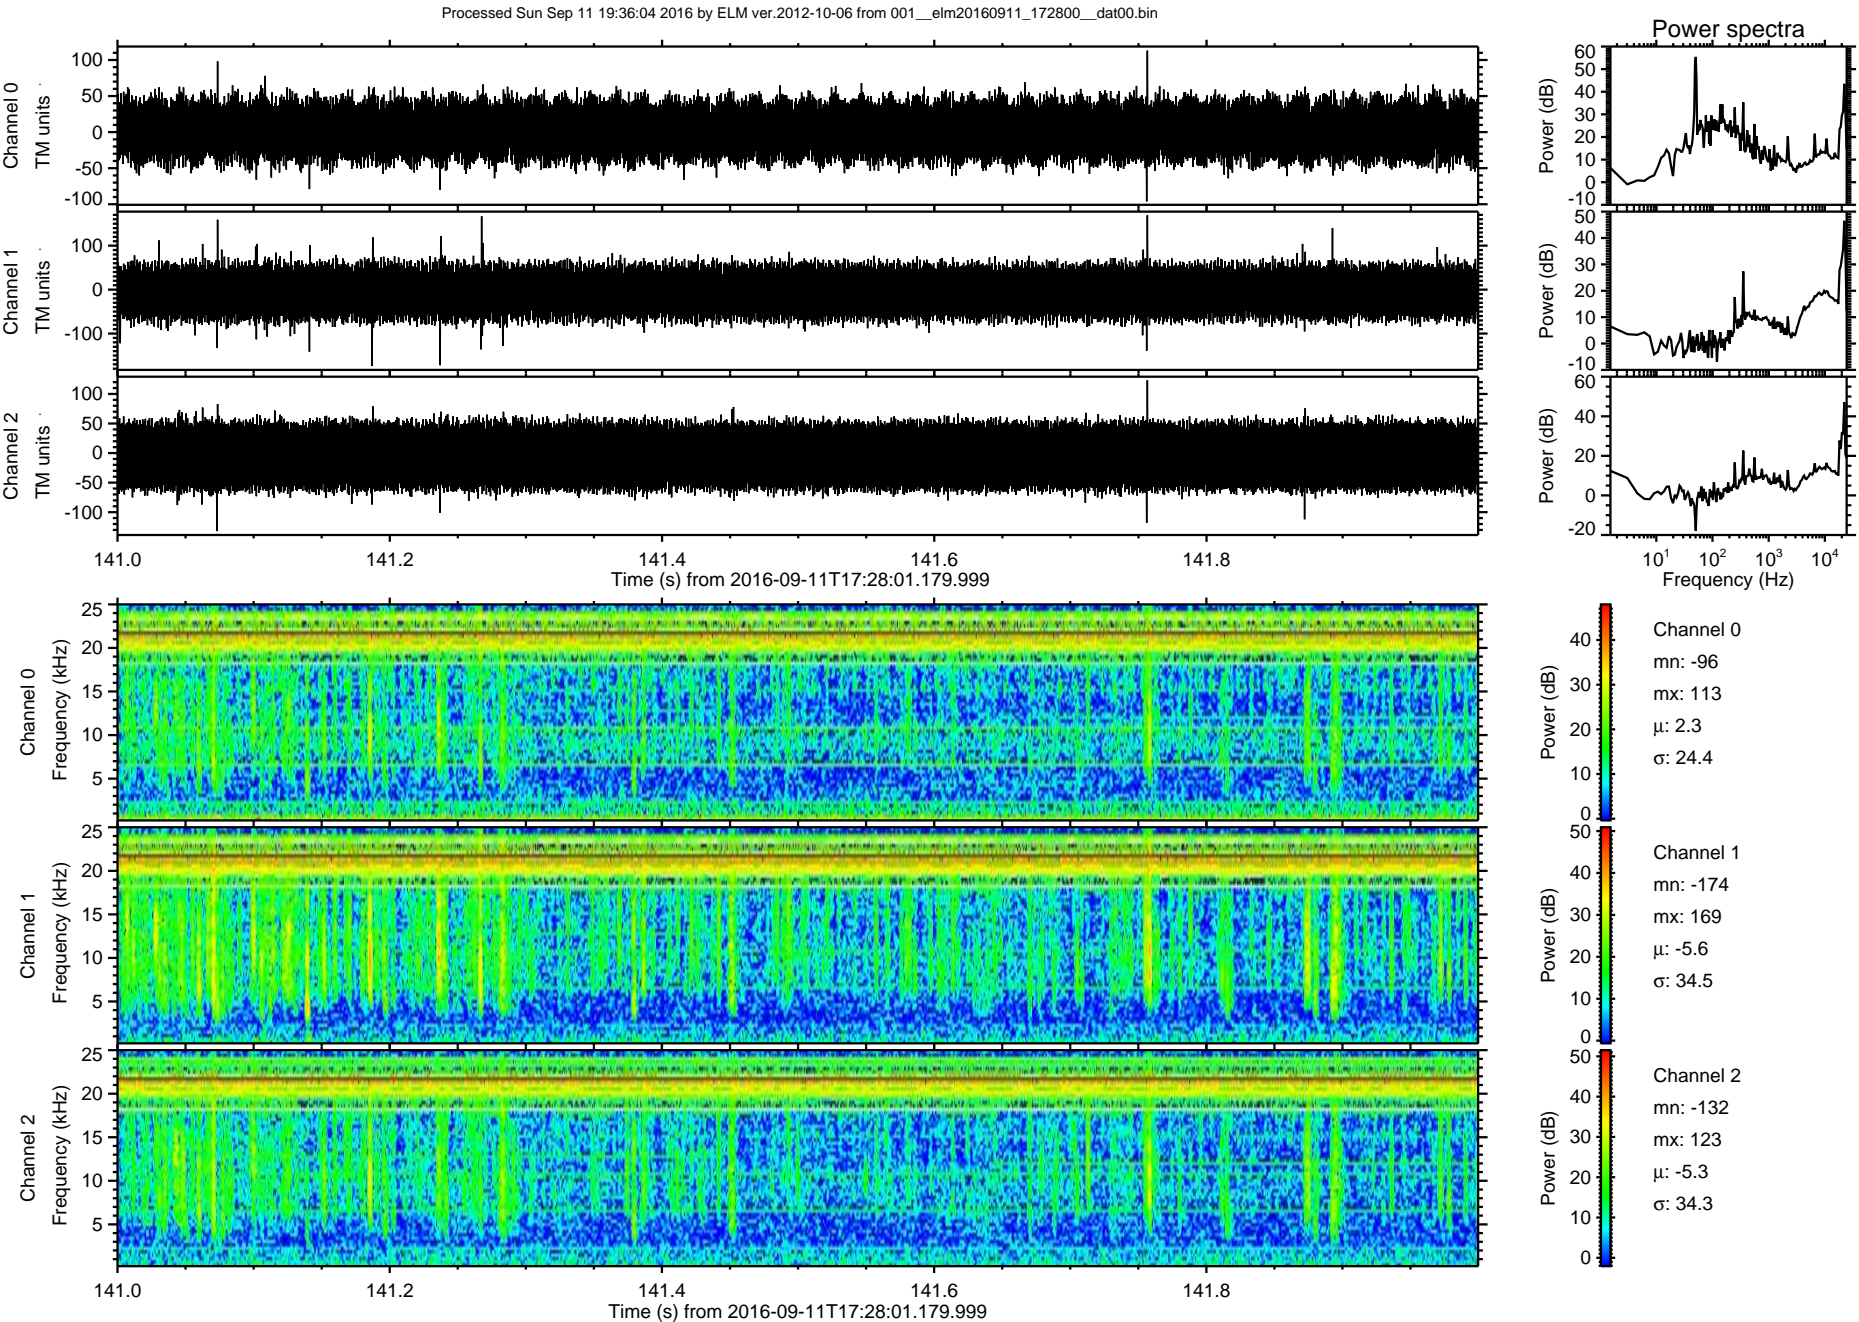 Processed Sun Sep 11 19:36:04 2016 by ELM ver.2012-10-06 from 001__elm20160911_172800__dat00.bin
Power spectra
Channel 0
TM units
100
50
0
-50
-100
Power (dB)
60
50
40
30
20
10
0
-10
Channel 1
TM units
100
0
-100
Power (dB)
50
40
30
20
10
0
-10
Channel 2
TM units
100
50
0
-50
-100
Power (dB)
60
40
20
0
-20
141.0 141.2 141.4 141.6 141.8
Time (s) from 2016-09-11T17:28:01.179.999
10¹ 10² 10³ 10⁴
Frequency (Hz)
Channel 0
Frequency (kHz)
25
20
15
10
5
Power (dB)
40
30
20
10
0
Channel 0
mn: -96
mx: 113
μ: 2.3
σ: 24.4
Channel 1
Frequency (kHz)
25
20
15
10
5
Power (dB)
50
40
30
20
10
0
Channel 1
mn: -174
mx: 169
μ: -5.6
σ: 34.5
Channel 2
Frequency (kHz)
25
20
15
10
5
Power (dB)
50
40
30
20
10
0
Channel 2
mn: -132
mx: 123
μ: -5.3
σ: 34.3
141.0 141.2 141.4 141.6 141.8
Time (s) from 2016-09-11T17:28:01.179.999